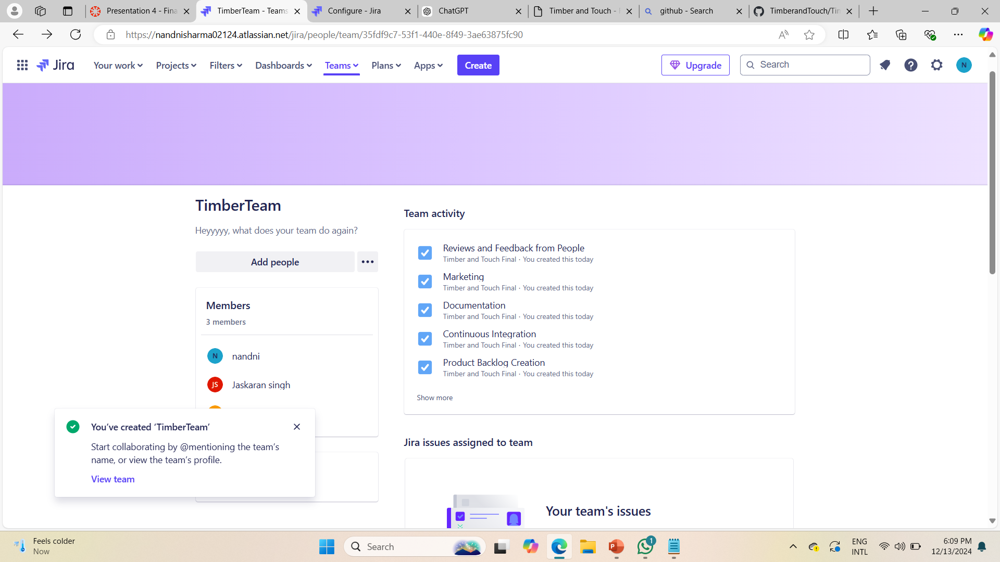 Presentation 4 - Fina
TimberTeam - Teams
Configure - Jira
ChatGPT
Timber and Touch -
github - Search
TimberandTouch/Tim
https://nandnisharma02124.atlassian.net/jira/people/team/35fdf9c7-53f1-440e-8f49-3ae63875fc90
Jira
Your work
Projects
Filters
Dashboards
Teams
Plans
Apps
Create
Upgrade
Search
N
TimberTeam
Heyyyyy, what does your team do again?
Add people
Members
3 members
N
nandni
JS
Jaskaran singh
You've created ‘TimberTeam’
Start collaborating by @mentioning the team's
name, or view the team's profile.
View team
Team activity
Reviews and Feedback from People
Timber and Touch Final · You created this today
Marketing
Timber and Touch Final · You created this today
Documentation
Timber and Touch Final · You created this today
Continuous Integration
Timber and Touch Final · You created this today
Product Backlog Creation
Timber and Touch Final · You created this today
Show more
Jira issues assigned to team
Your team's issues
Feels colder
Now
Search
1
ENG
INTL
6:09 PM
12/13/2024